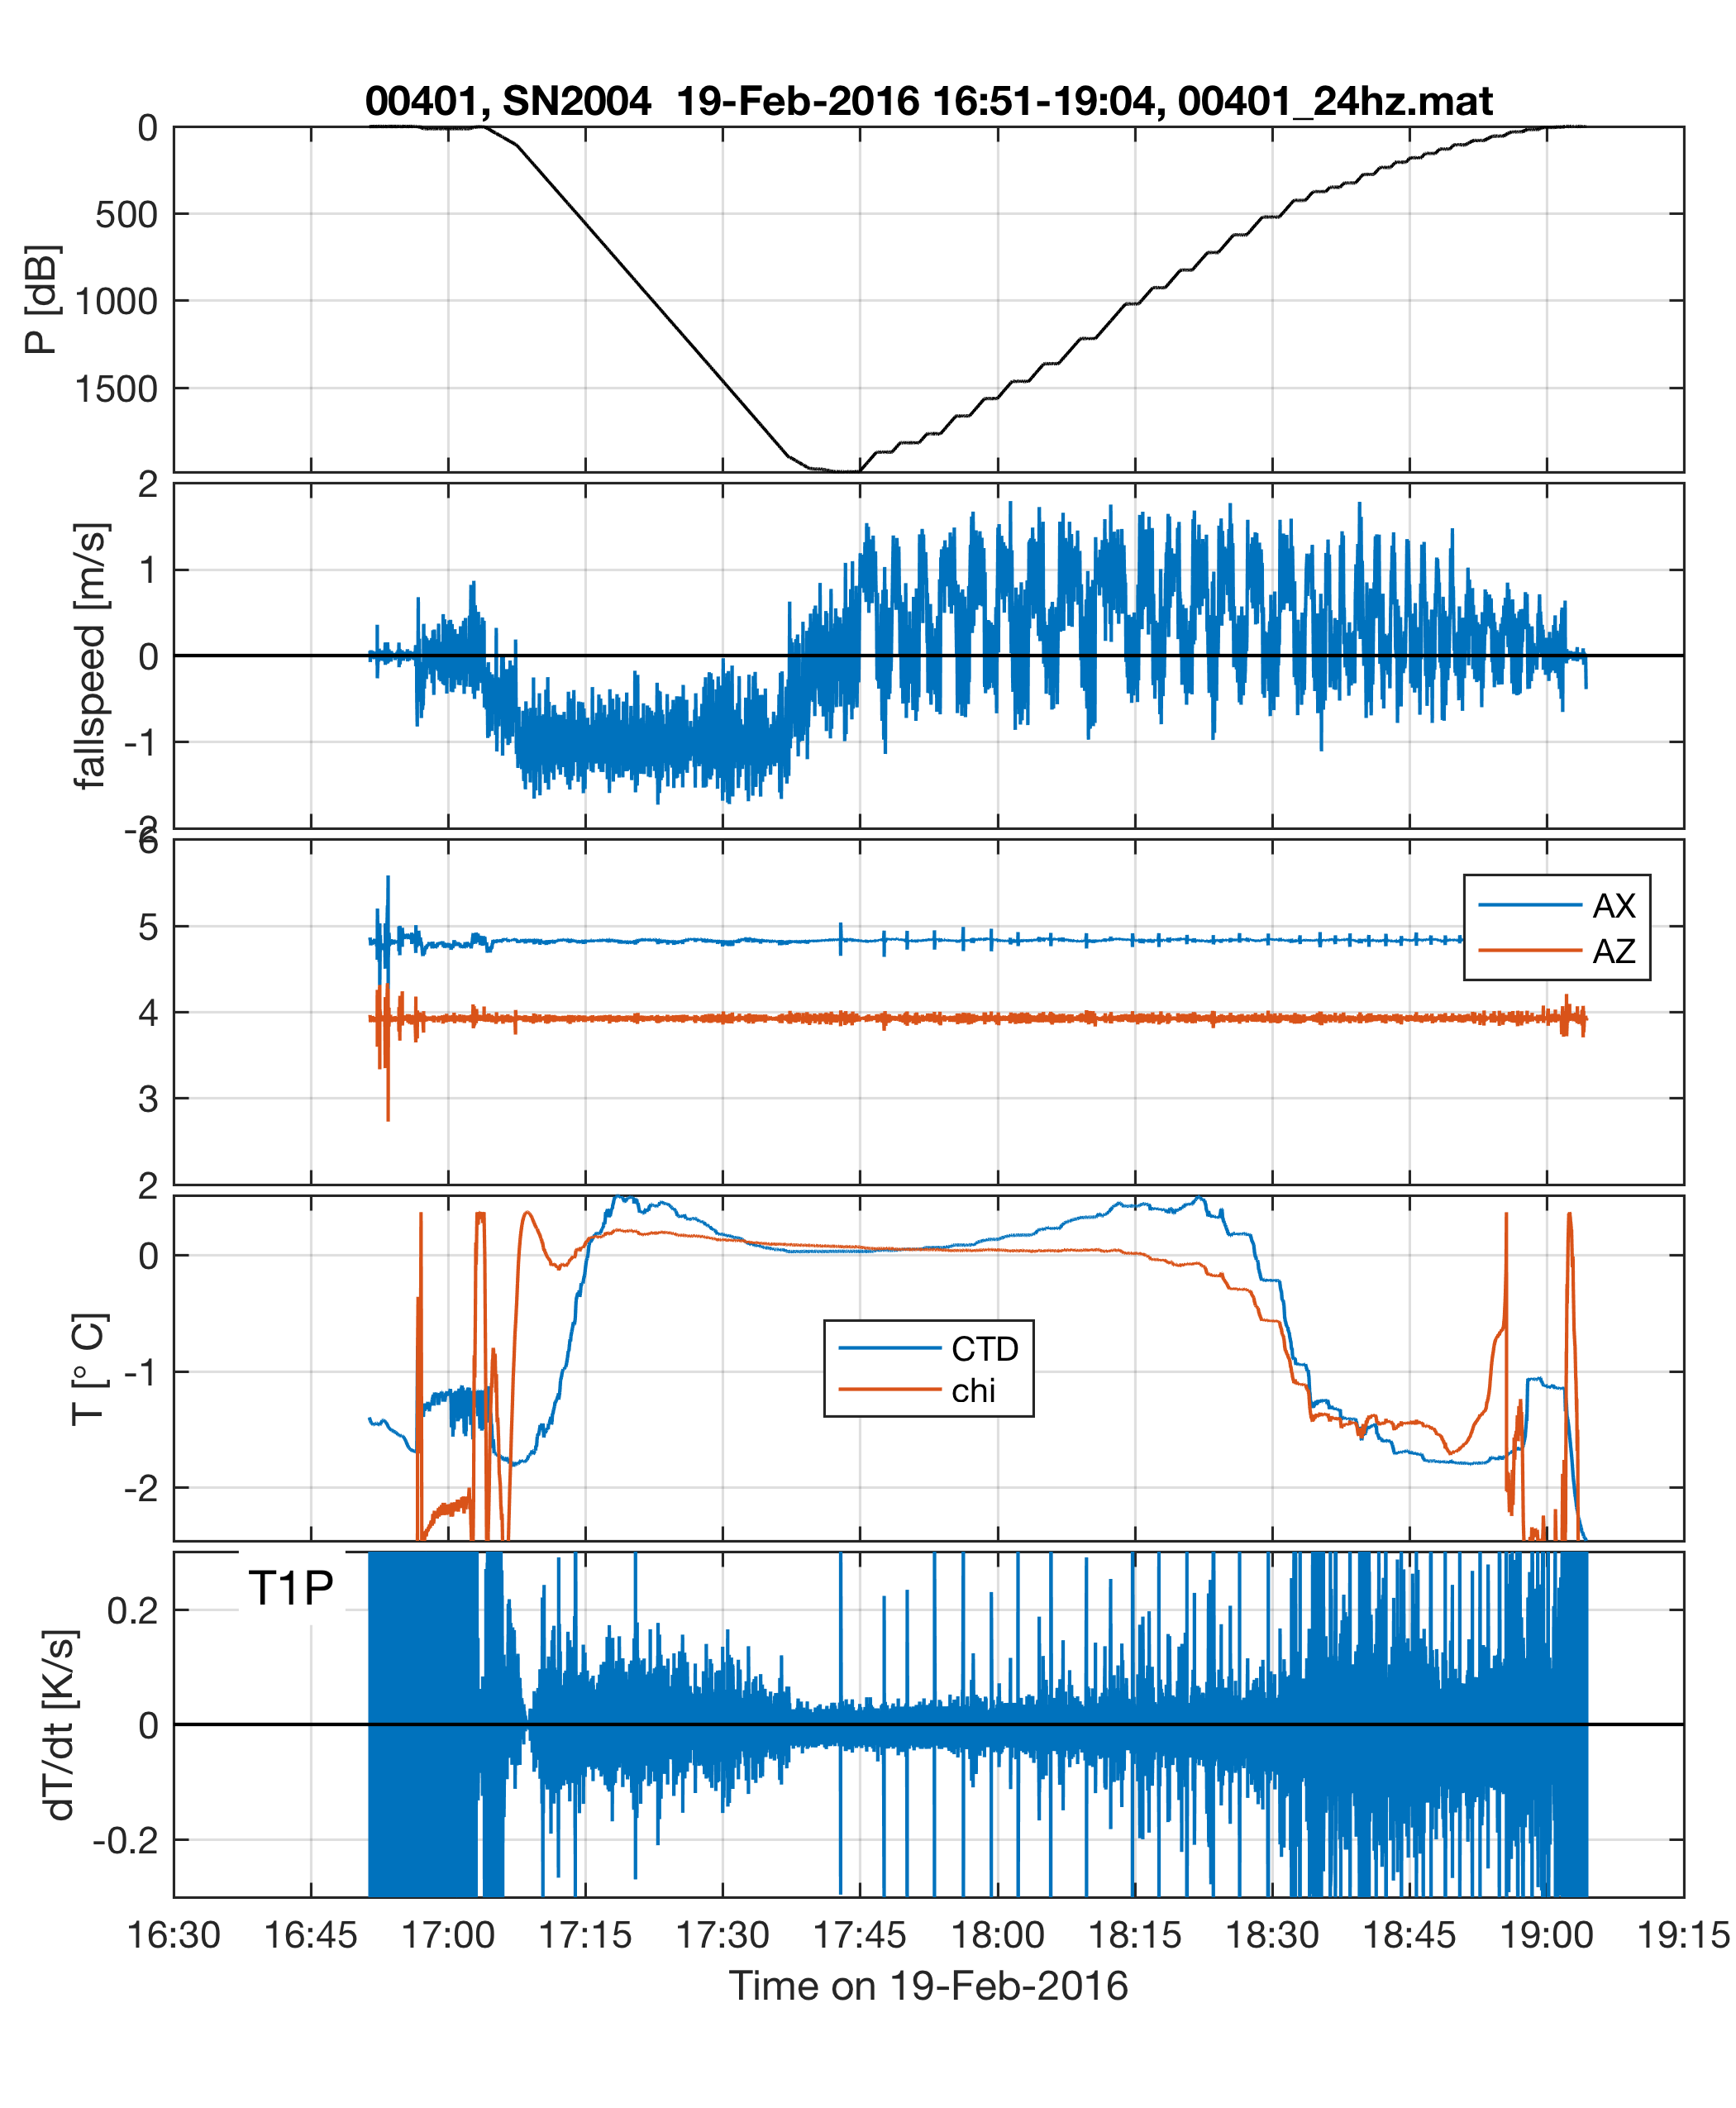 00401, SN2004  19-Feb-2016 16:51-19:04, 00401_24hz.mat
0
500
1000
1500
P [dB]
2
1
0
-1
-2
fallspeed [m/s]
6
5
4
3
2
AX
AZ
2
0
-1
-2
T [° C]
CTD
chi
T1P
0.2
0
-0.2
dT/dt [K/s]
16:30 16:45 17:00 17:15 17:30 17:45 18:00 18:15 18:30 18:45 19:00 19:15
Time on 19-Feb-2016